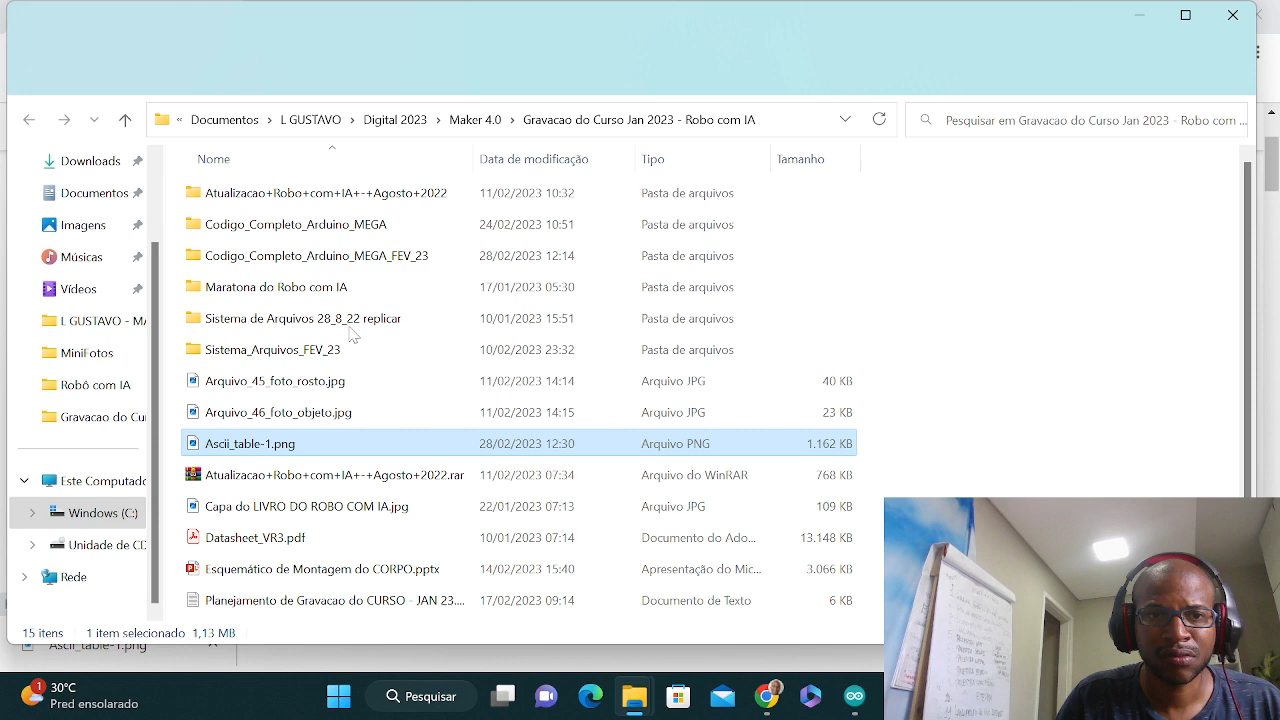 « Documentos > L GUSTAVO > Digital 2023 > Maker 4.0 > Gravacao do Curso Jan 2023 - Robo com IA
Pesquisar em Gravacao do Curso Jan 2023 - Robo com ...
Downloads
Documentos
Imagens
Músicas
Vídeos
L GUSTAVO - MA
MiniFotos
Robô com IA
Gravacao do Cur
Este Computado
Windows (C:)
Unidade de CD
Rede
Nome Data de modificação Tipo Tamanho
Atualizacao+Robo+com+IA+--+Agosto+2022 11/02/2023 10:32 Pasta de arquivos
Codigo_Completo_Arduino_MEGA 24/02/2023 10:51 Pasta de arquivos
Codigo_Completo_Arduino_MEGA_FEV_23 28/02/2023 12:14 Pasta de arquivos
Maratona do Robo com IA 17/01/2023 05:30 Pasta de arquivos
Sistema de Arquivos 28_8_22 replicar 10/01/2023 15:51 Pasta de arquivos
Sistema_Arquivos_FEV_23 10/02/2023 23:32 Pasta de arquivos
Arquivo_45_foto_rosto.jpg 11/02/2023 14:14 Arquivo JPG 40 KB
Arquivo_46_foto_objeto.jpg 11/02/2023 14:15 Arquivo JPG 23 KB
Ascii_table-1.png 28/02/2023 12:30 Arquivo PNG 1.162 KB
Atualizacao+Robo+com+IA+--+Agosto+2022.rar 11/02/2023 07:34 Arquivo do WinRAR 768 KB
Capa do LIVRO DO ROBO COM IA.jpg 22/01/2023 07:13 Arquivo JPG 109 KB
Datasheet_VR3.pdf 10/01/2023 07:14 Documento do Ado... 13.148 KB
Esquemático de Montagem do CORPO.pptx 14/02/2023 15:40 Apresentação do Mic... 3.066 KB
Planejamento de Gravacao do CURSO - JAN 23.... 17/02/2023 09:14 Documento de Texto 6 KB
15 itens 1 item selecionado 1,13 MB
Ascii_table-1.png
1
30°C
Pred ensolarado
Pesquisar